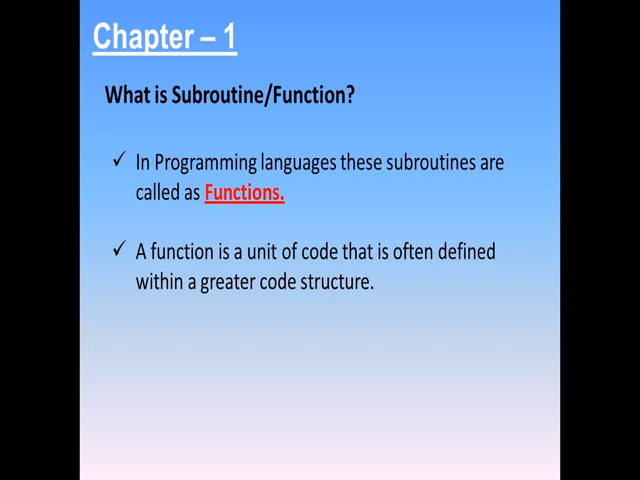 Chapter – 1
What is Subroutine/Function?
✓ In Programming languages these subroutines are
called as Functions.
✓ A function is a unit of code that is often defined
within a greater code structure.